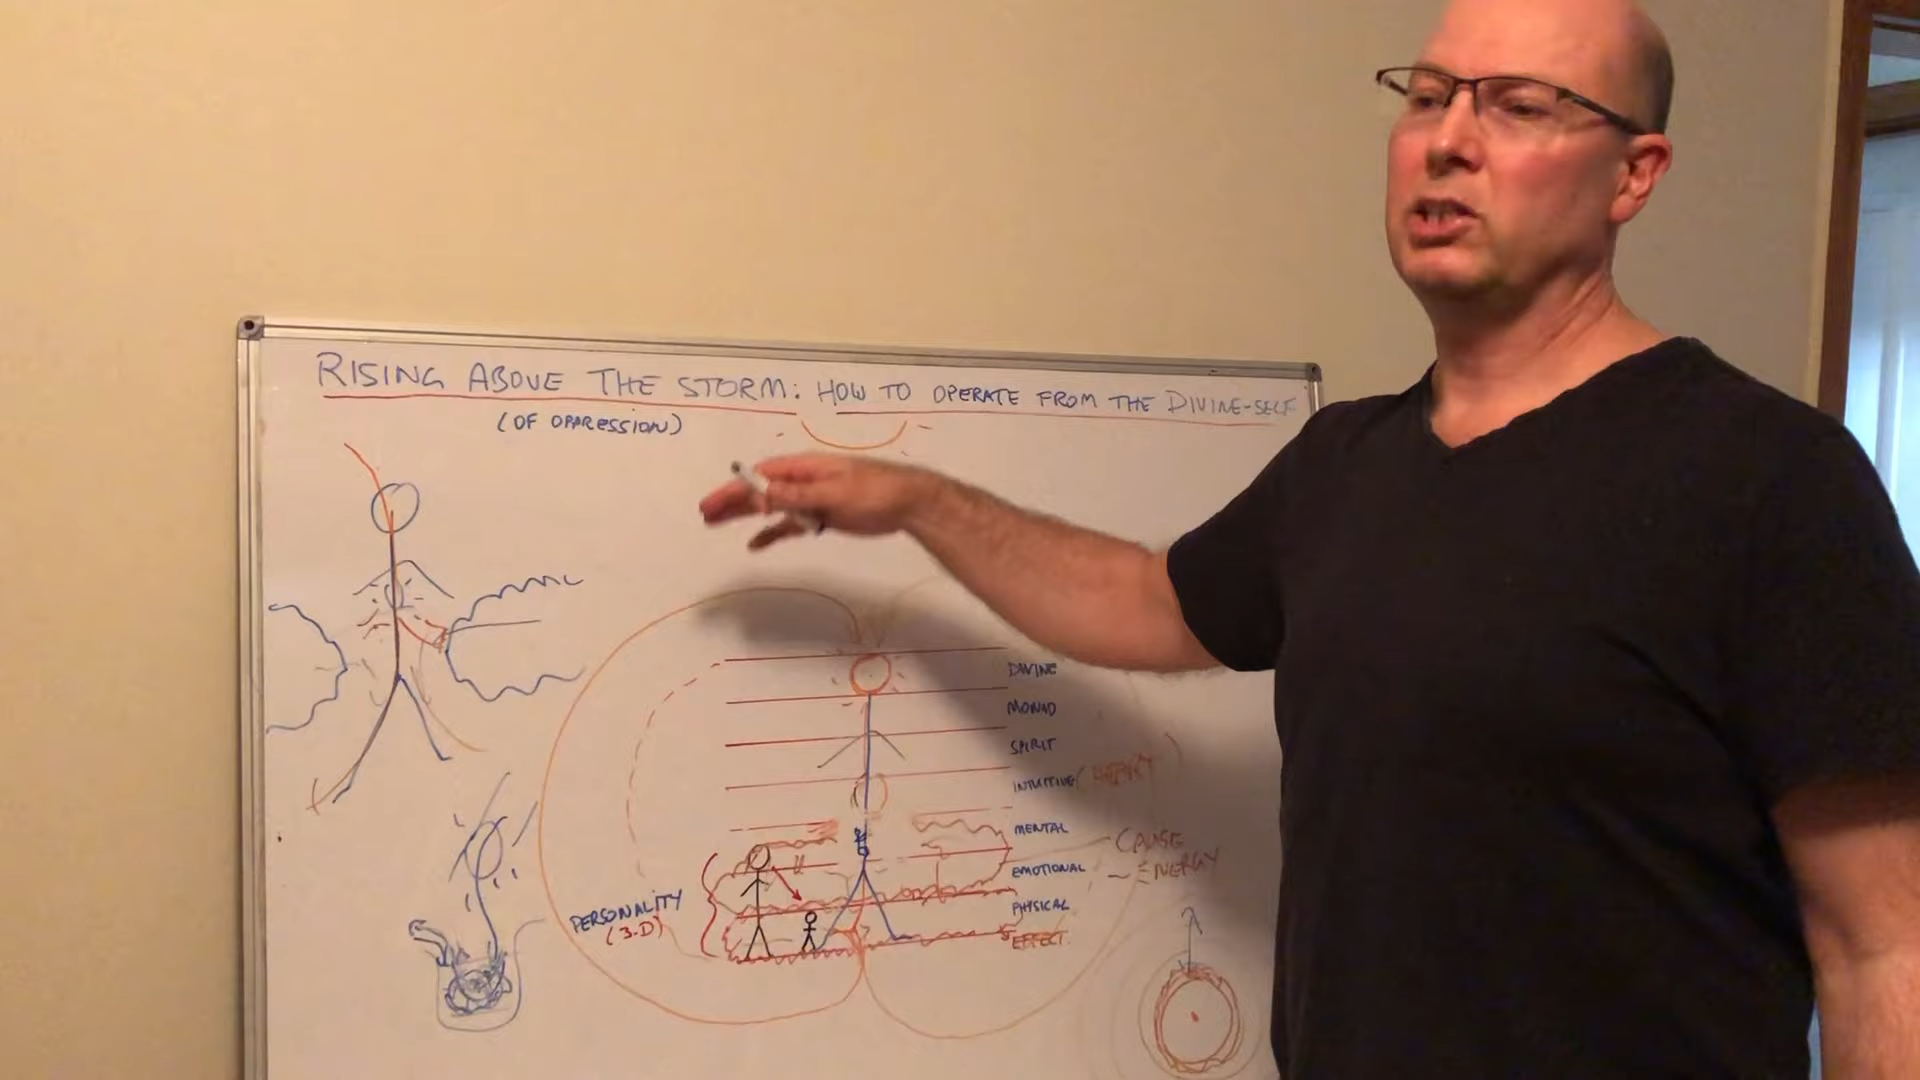 RISING ABOVE THE STORM: HOW TO OPERATE FROM THE DIVINE-SELF
(OF OPPRESSION)
DIVINE
MONAD
SPIRIT
INTUITIVE (HEART)
MENTAL
CAUSE
EMOTIONAL - ENERGY
PERSONALITY
(3-D)
PHYSICAL
EFFECT